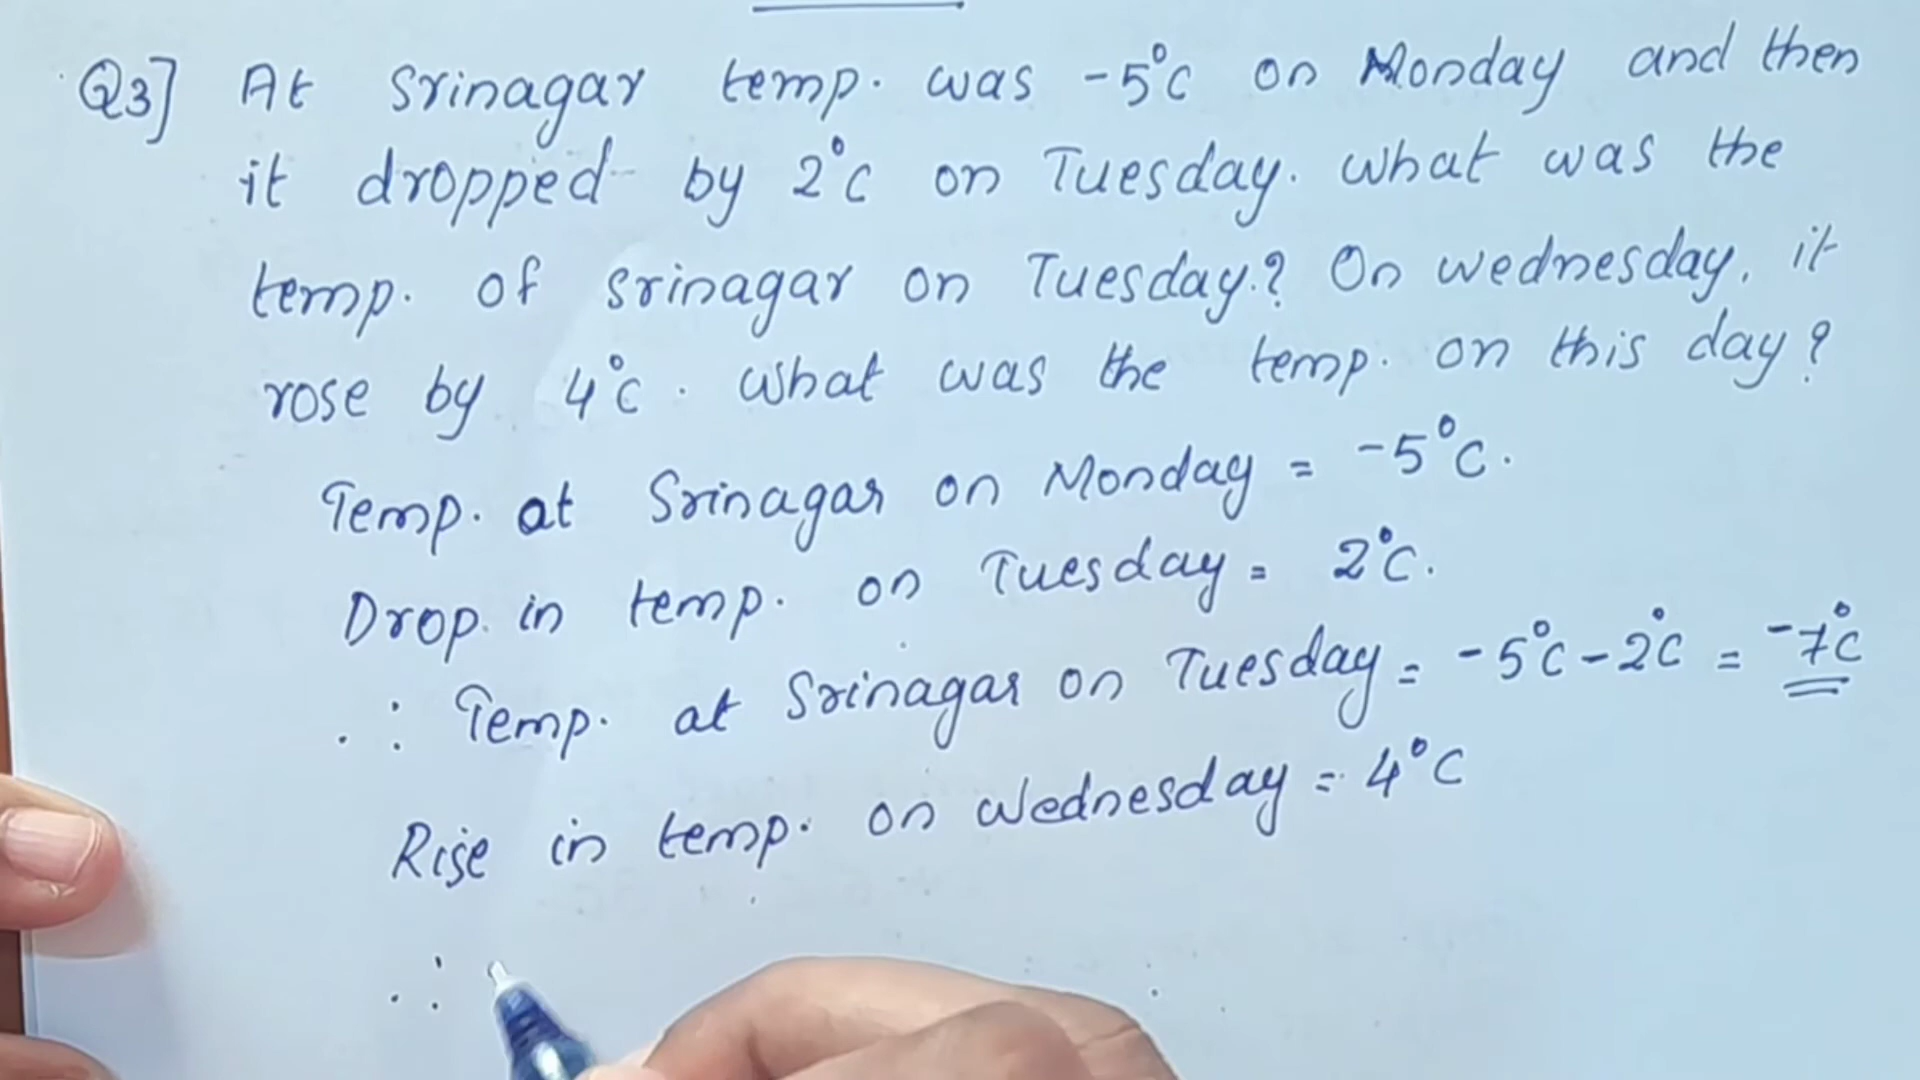 Q3] At Srinagar temp. was -5°C on Monday and then
it dropped by 2°C on Tuesday. What was the
temp. of srinagar on Tuesday.? On wednesday, it
rose by 4°C. What was the temp. on this day?
Temp. at Srinagar on Monday = -5°C.
Drop. in temp. on Tuesday = 2°C.
∴ Temp. at Srinagar on Tuesday = -5°C - 2°C = -7°C
Rise in temp. on Wednesday = 4°C
∴